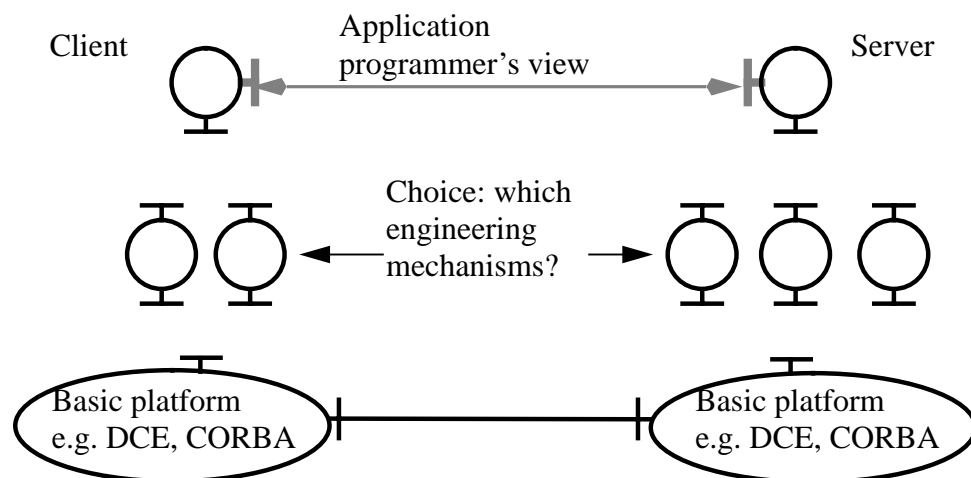 Client
Application
programmer's view
Server
Choice: which
engineering
mechanisms?
Basic platform
e.g. DCE, CORBA
Basic platform
e.g. DCE, CORBA